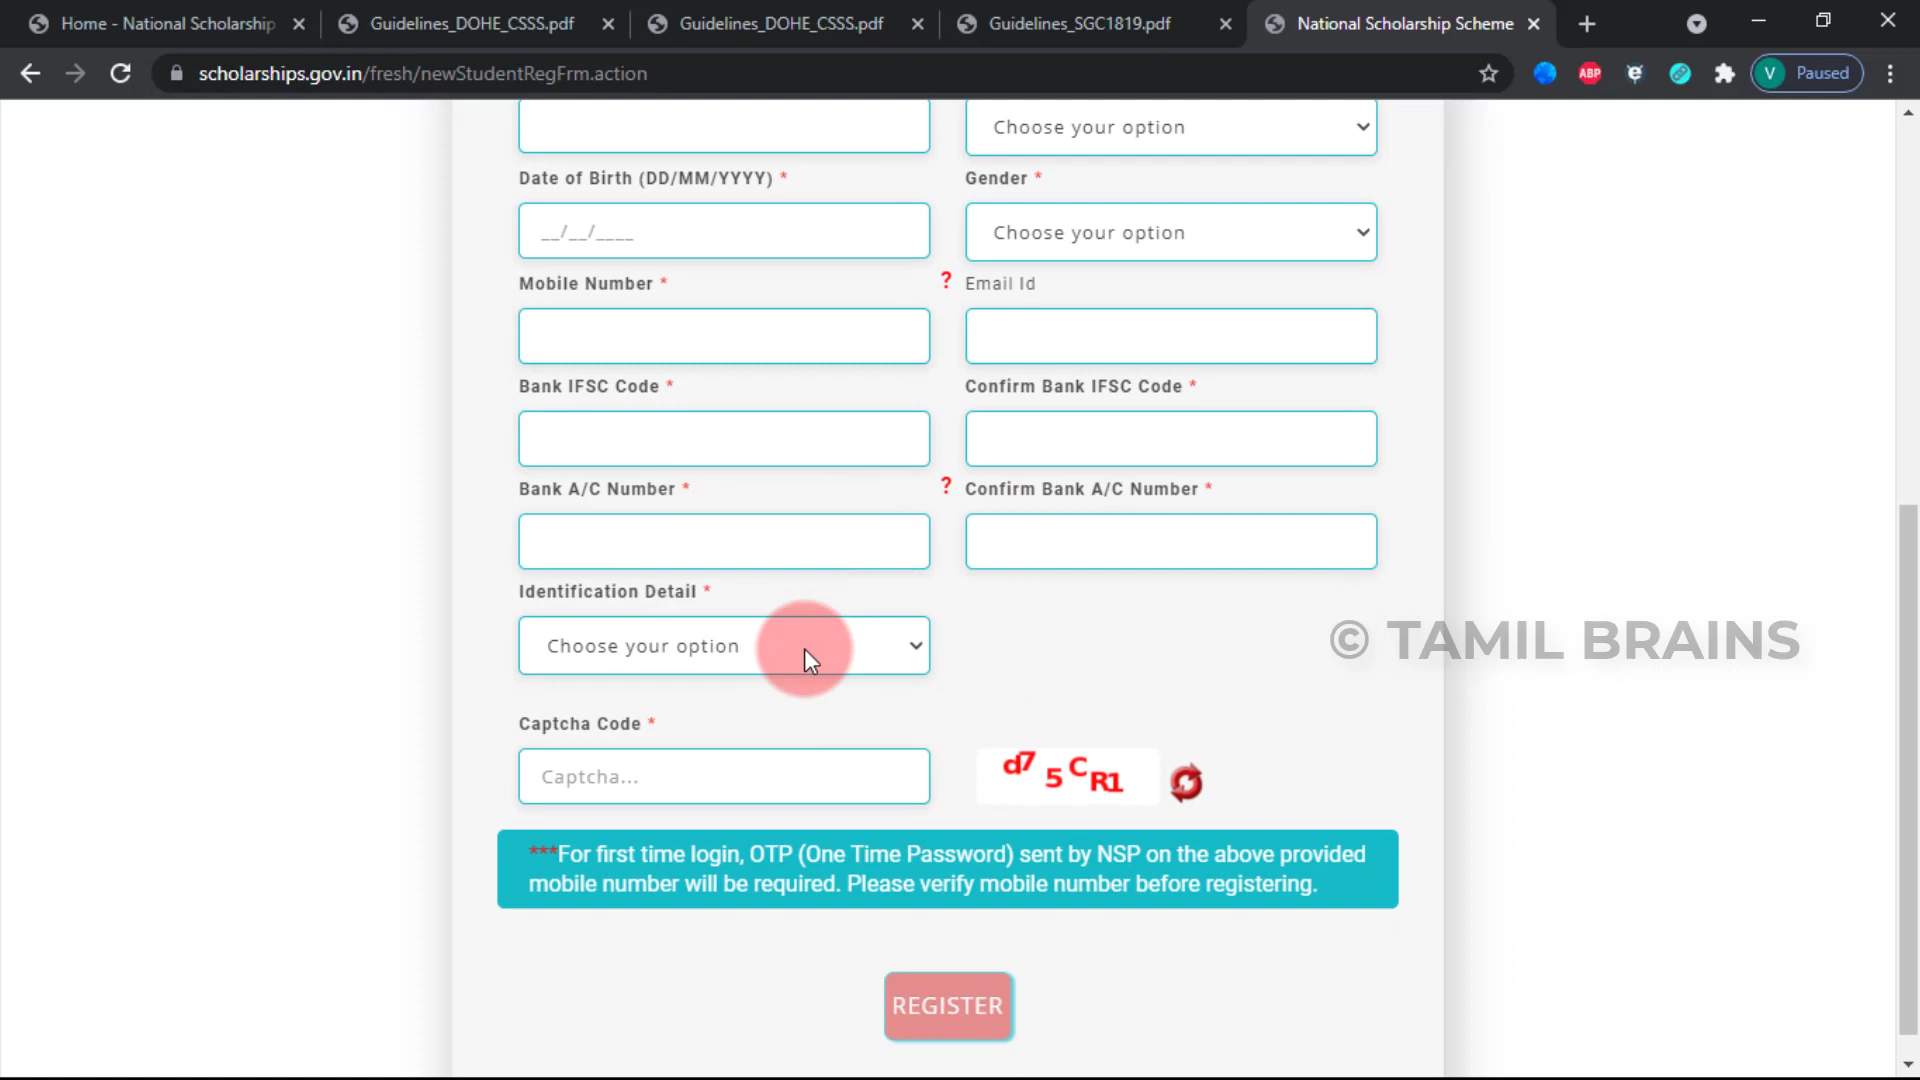 Home - National Scholarship
Guidelines_DOHE_CSSS.pdf
Guidelines_DOHE_CSSS.pdf
Guidelines_SGC1819.pdf
National Scholarship Scheme
scholarships.gov.in/fresh/newStudentRegFrm.action
ABP
V Paused
Choose your option
Date of Birth (DD/MM/YYYY) *
Gender *
__/__/____
Choose your option
Mobile Number *
? Email Id
Bank IFSC Code *
Confirm Bank IFSC Code *
Bank A/C Number *
? Confirm Bank A/C Number *
Identification Detail *
Choose your option
© TAMIL BRAINS
Captcha Code *
Captcha...
d7 5 C R1
***For first time login, OTP (One Time Password) sent by NSP on the above provided
mobile number will be required. Please verify mobile number before registering.
REGISTER